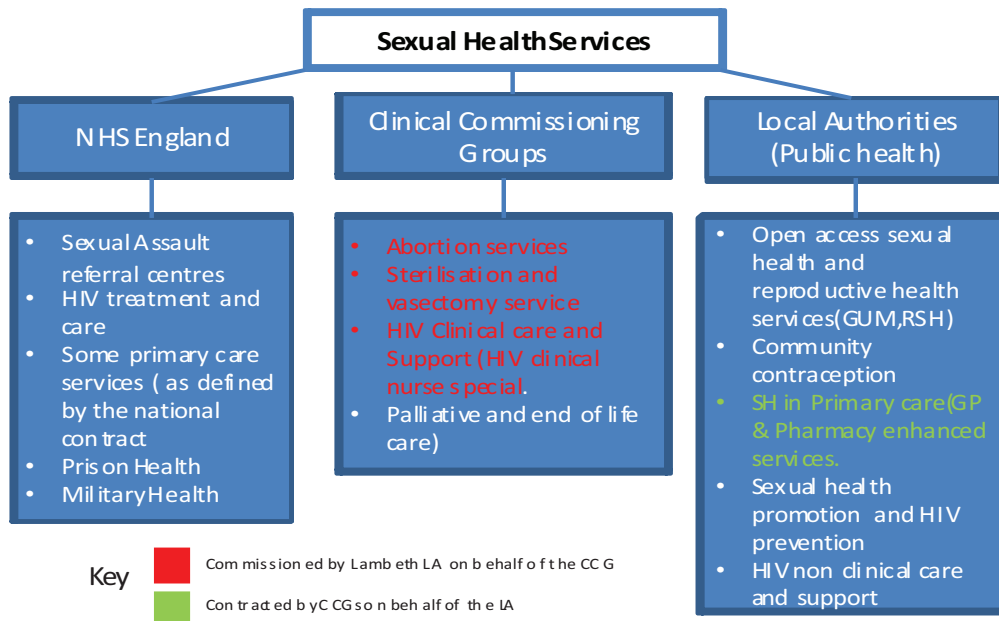 Sexual Health Services
NHS England
Clinical Commissioning
Groups
Local Authorities
(Public health)
• Sexual Assault
referral centres
• HIV treatment and
care
• Some primary care
services ( as defined
by the national
contract
• Prison Health
• Military Health
• Abortion services
• Sterilisation and
vasectomy service
• HIV Clinical care and
Support (HIV clinical
nurse special.
• Palliative and end of life
care)
• Open access sexual
health and
reproductive health
services(GUM,RSH)
• Community
contraception
• SH in Primary care(GP
& Pharmacy enhanced
services.
• Sexual health
promotion and HIV
prevention
• HIV non clinical care
and support
Key
Commissioned by Lambeth LA on behalf of the CCG
Contracted by CCGs on behalf of the LA